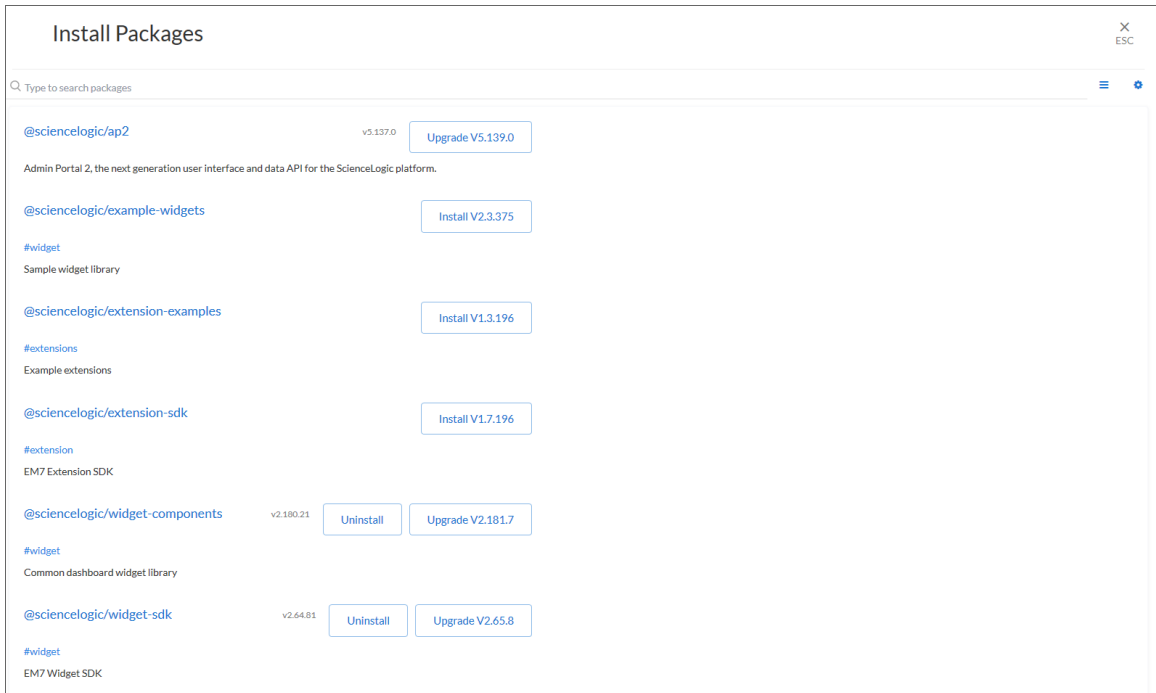 Install Packages
ESC
Type to search packages
@sciencelogic/ap2 v5.137.0 Upgrade V5.139.0
Admin Portal 2, the next generation user interface and data API for the ScienceLogic platform.
@sciencelogic/example-widgets Install V2.3.375
#widget
Sample widget library
@sciencelogic/extension-examples Install V1.3.196
#extensions
Example extensions
@sciencelogic/extension-sdk Install V1.7.196
#extension
EM7 Extension SDK
@sciencelogic/widget-components v2.180.21 Uninstall Upgrade V2.181.7
#widget
Common dashboard widget library
@sciencelogic/widget-sdk v2.64.81 Uninstall Upgrade V2.65.8
#widget
EM7 Widget SDK